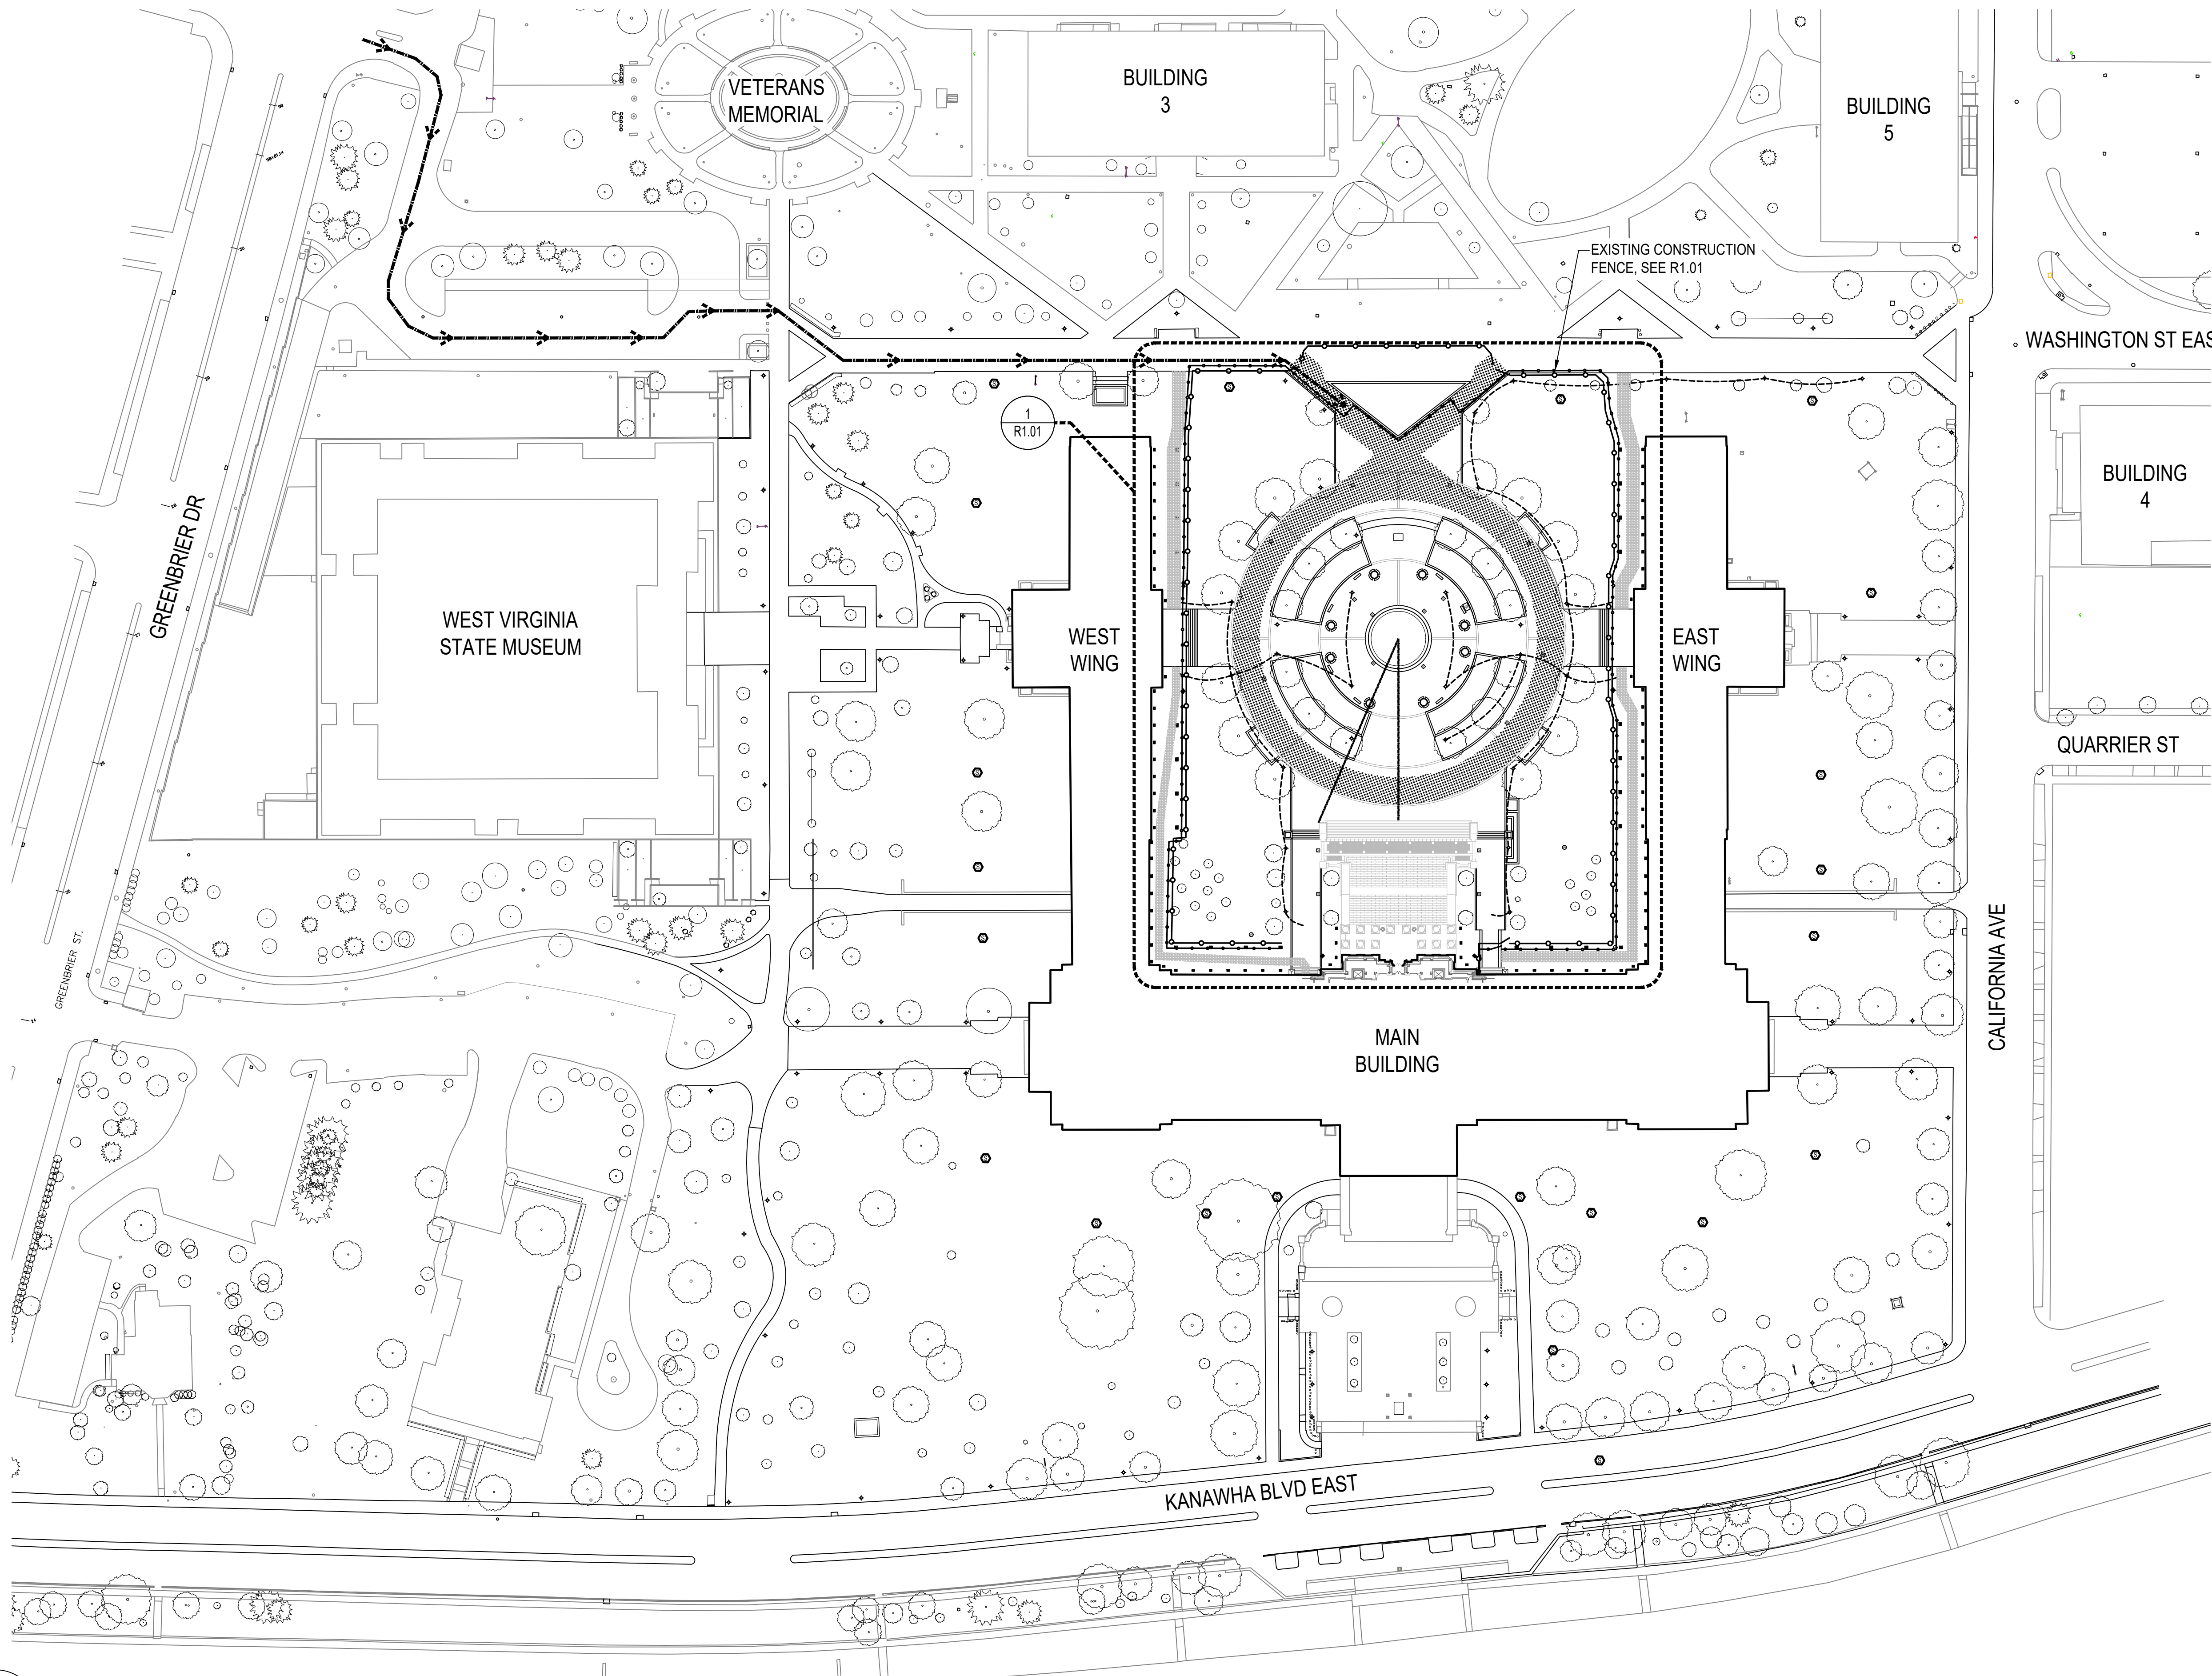 VETERANS
MEMORIAL
BUILDING
3
BUILDING
5
EXISTING CONSTRUCTION
FENCE, SEE R1.01
WASHINGTON ST EAS
1
R1.01
BUILDING
4
GREENBRIER DR
WEST VIRGINIA
STATE MUSEUM
WEST
WING
EAST
WING
QUARRIER ST
GREENBRIER ST.
CALIFORNIA AVE
MAIN
BUILDING
KANAWHA BLVD EAST